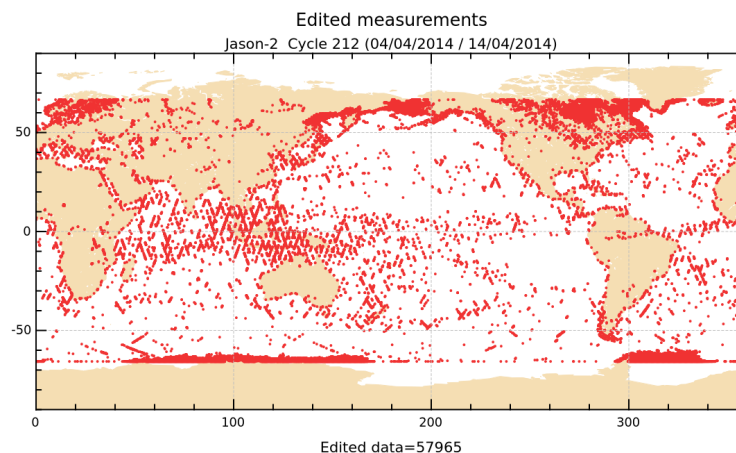 Edited measurements
Jason-2 Cycle 212 (04/04/2014 / 14/04/2014)
50
0
-50
0 100 200 300
Edited data=57965